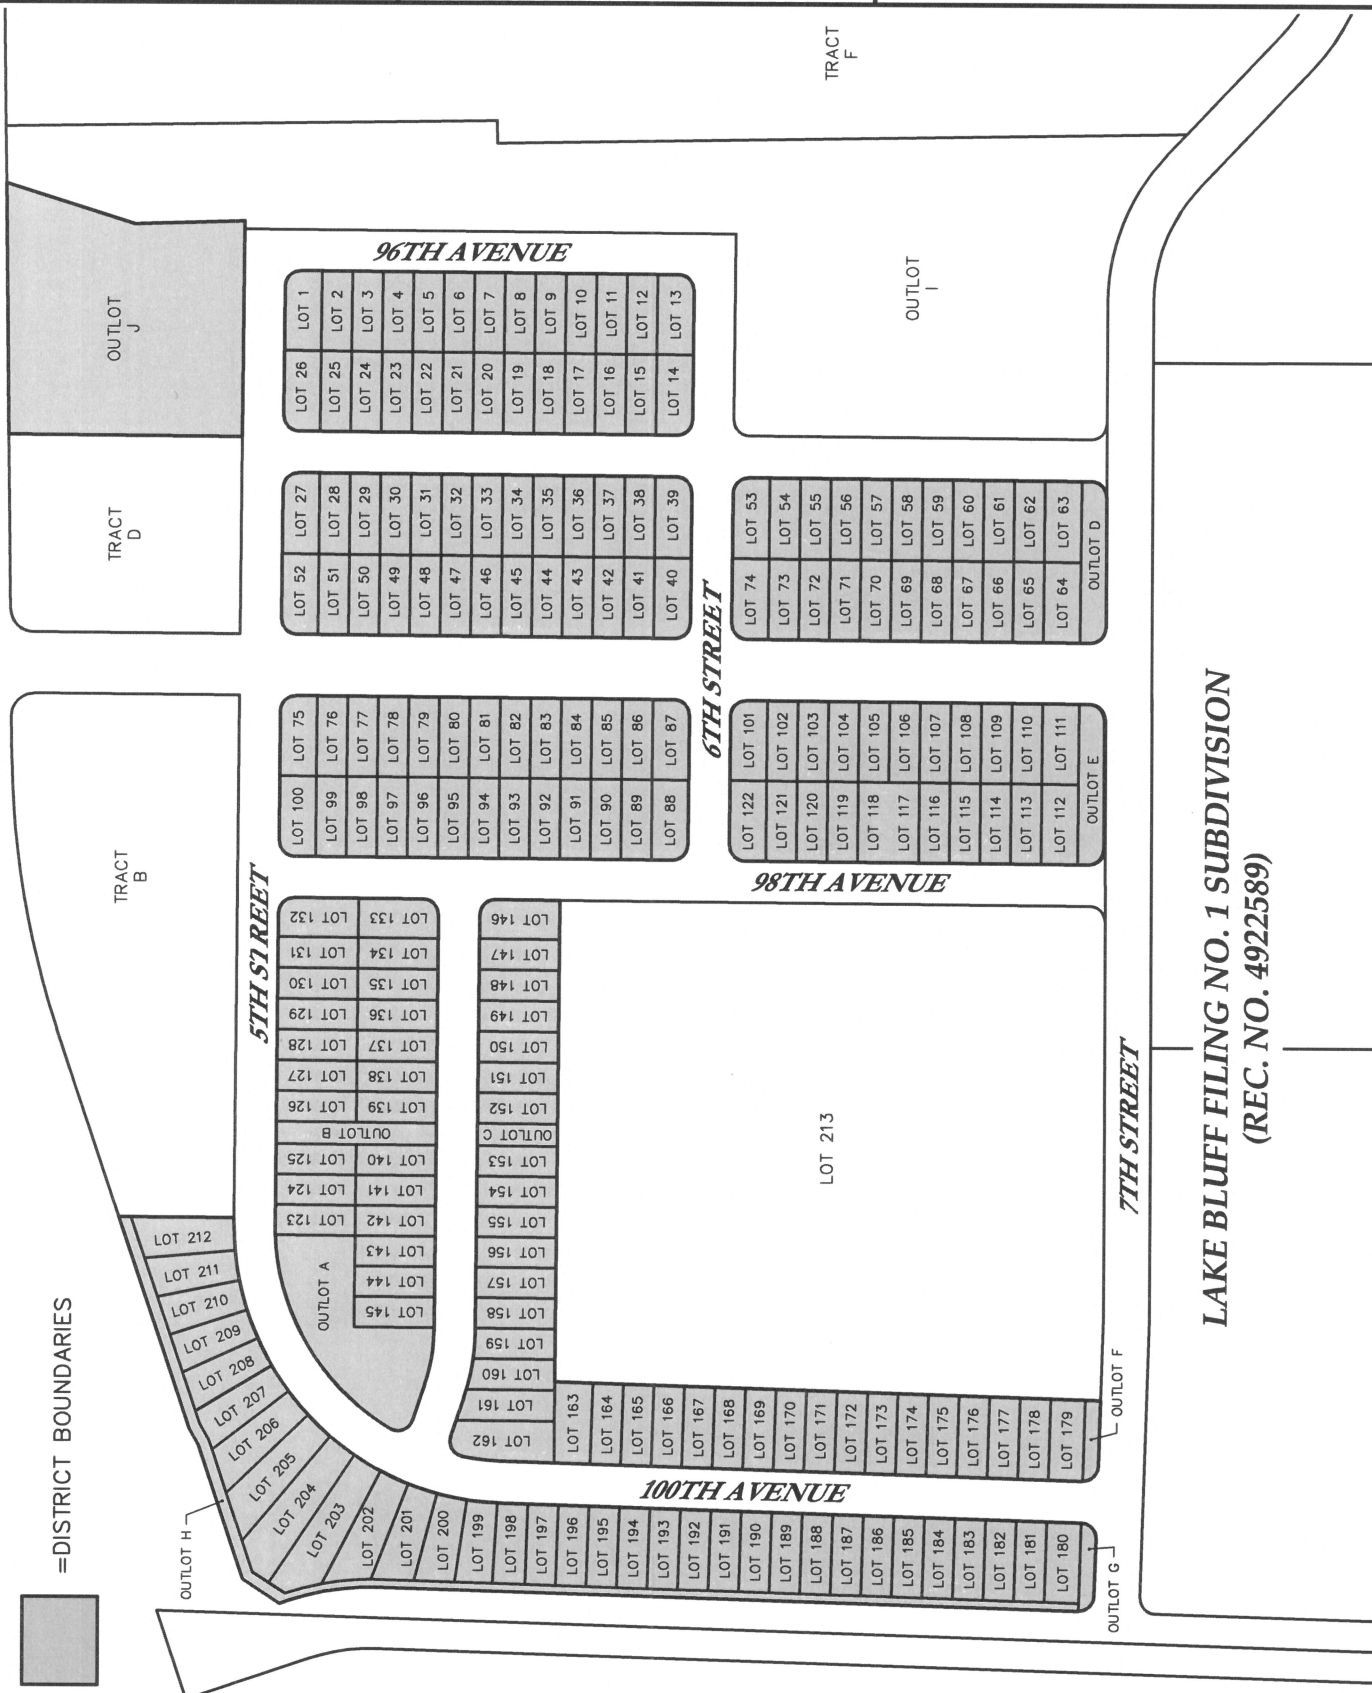 TRACT
F
OUTLOT
J
OUTLOT
I
TRACT
D
TRACT
B
96TH AVENUE
LOT 1
LOT 2
LOT 3
LOT 4
LOT 5
LOT 6
LOT 7
LOT 8
LOT 9
LOT 10
LOT 11
LOT 12
LOT 13
LOT 26
LOT 25
LOT 24
LOT 23
LOT 22
LOT 21
LOT 20
LOT 19
LOT 18
LOT 17
LOT 16
LOT 15
LOT 14
LOT 27
LOT 28
LOT 29
LOT 30
LOT 31
LOT 32
LOT 33
LOT 34
LOT 35
LOT 36
LOT 37
LOT 38
LOT 39
LOT 52
LOT 51
LOT 50
LOT 49
LOT 48
LOT 47
LOT 46
LOT 45
LOT 44
LOT 43
LOT 42
LOT 41
LOT 40
LOT 53
LOT 54
LOT 55
LOT 56
LOT 57
LOT 58
LOT 59
LOT 60
LOT 61
LOT 62
LOT 63
LOT 74
LOT 73
LOT 72
LOT 71
LOT 70
LOT 69
LOT 68
LOT 67
LOT 66
LOT 65
LOT 64
OUTLOT D
6TH STREET
LOT 75
LOT 76
LOT 77
LOT 78
LOT 79
LOT 80
LOT 81
LOT 82
LOT 83
LOT 84
LOT 85
LOT 86
LOT 87
LOT 100
LOT 99
LOT 98
LOT 97
LOT 96
LOT 95
LOT 94
LOT 93
LOT 92
LOT 91
LOT 90
LOT 89
LOT 88
LOT 101
LOT 102
LOT 103
LOT 104
LOT 105
LOT 106
LOT 107
LOT 108
LOT 109
LOT 110
LOT 111
LOT 122
LOT 121
LOT 120
LOT 119
LOT 118
LOT 117
LOT 116
LOT 115
LOT 114
LOT 113
LOT 112
OUTLOT E
98TH AVENUE
5TH STREET
LOT 132
LOT 131
LOT 130
LOT 129
LOT 128
LOT 127
LOT 126
OUTLOT B
LOT 125
LOT 124
LOT 123
LOT 133
LOT 134
LOT 135
LOT 136
LOT 137
LOT 138
LOT 139
LOT 140
LOT 141
LOT 142
LOT 143
LOT 144
LOT 145
OUTLOT A
LOT 146
LOT 147
LOT 148
LOT 149
LOT 150
LOT 151
LOT 152
OUTLOT C
LOT 153
LOT 154
LOT 155
LOT 156
LOT 157
LOT 158
LOT 159
LOT 160
LOT 161
LOT 162
LOT 213
7TH STREET
LOT 163
LOT 164
LOT 165
LOT 166
LOT 167
LOT 168
LOT 169
LOT 170
LOT 171
LOT 172
LOT 173
LOT 174
LOT 175
LOT 176
LOT 177
LOT 178
LOT 179
OUTLOT F
100TH AVENUE
LOT 212
LOT 211
LOT 210
LOT 209
LOT 208
LOT 207
LOT 206
LOT 205
LOT 204
LOT 203
LOT 202
LOT 201
LOT 200
LOT 199
LOT 198
LOT 197
LOT 196
LOT 195
LOT 194
LOT 193
LOT 192
LOT 191
LOT 190
LOT 189
LOT 188
LOT 187
LOT 186
LOT 185
LOT 184
LOT 183
LOT 182
LOT 181
LOT 180
OUTLOT G
OUTLOT H
=DISTRICT BOUNDARIES
LAKE BLUFF FILING NO. 1 SUBDIVISION
(REC. NO. 4922589)